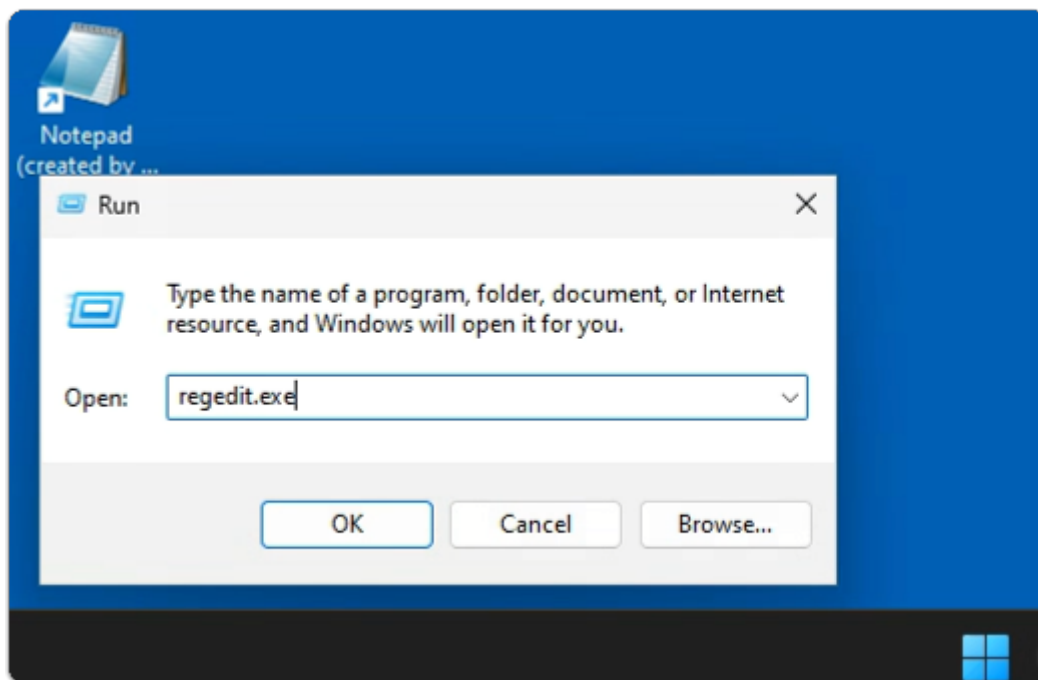 Notepad
(created by ...
Run
Type the name of a program, folder, document, or Internet
resource, and Windows will open it for you.
Open:
regedit.exe
OK
Cancel
Browse...